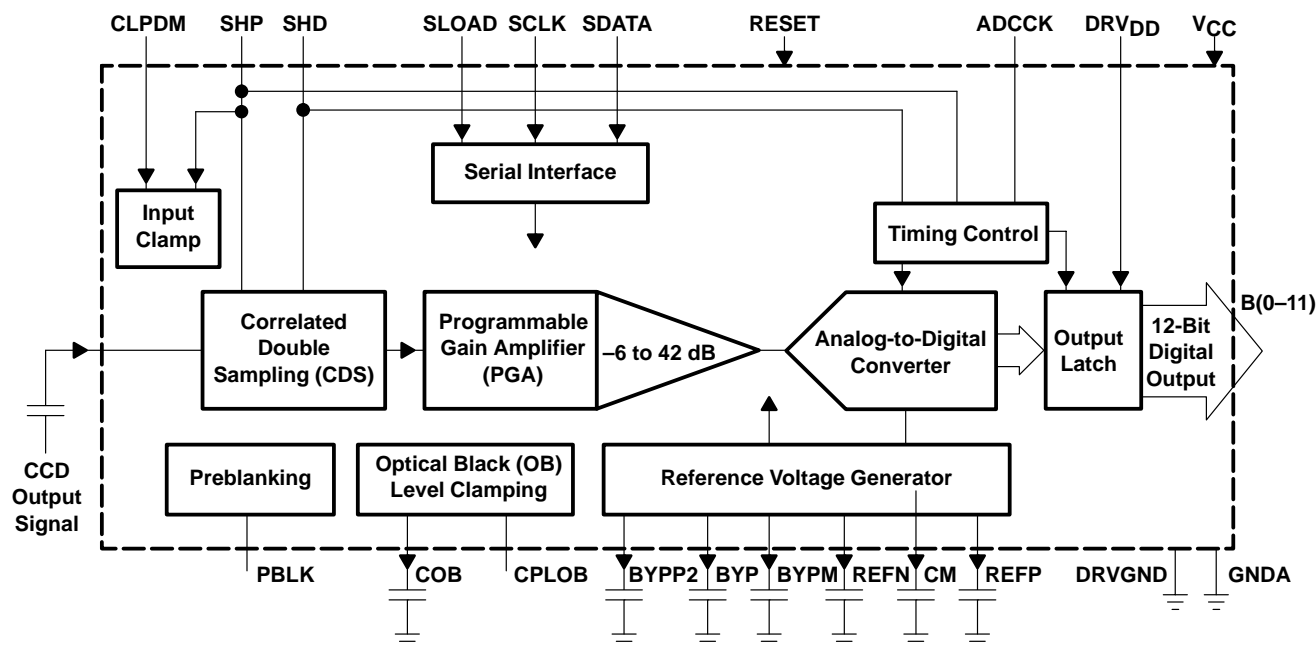 CLPDM SHP SHD SLOAD SCLK SDATA RESET ADCCK DRVDD VCC
Serial Interface
Input
Clamp
Timing Control
Correlated
Double
Sampling (CDS)
Programmable
Gain Amplifier
(PGA)
–6 to 42 dB
Analog-to-Digital
Converter
Output
Latch
12-Bit
Digital
Output
B(0–11)
CCD
Output
Signal
Preblanking
Optical Black (OB)
Level Clamping
Reference Voltage Generator
PBLK COB CPLOB BYPP2 BYP BYPM REFN CM REFP DRVGND GNDA